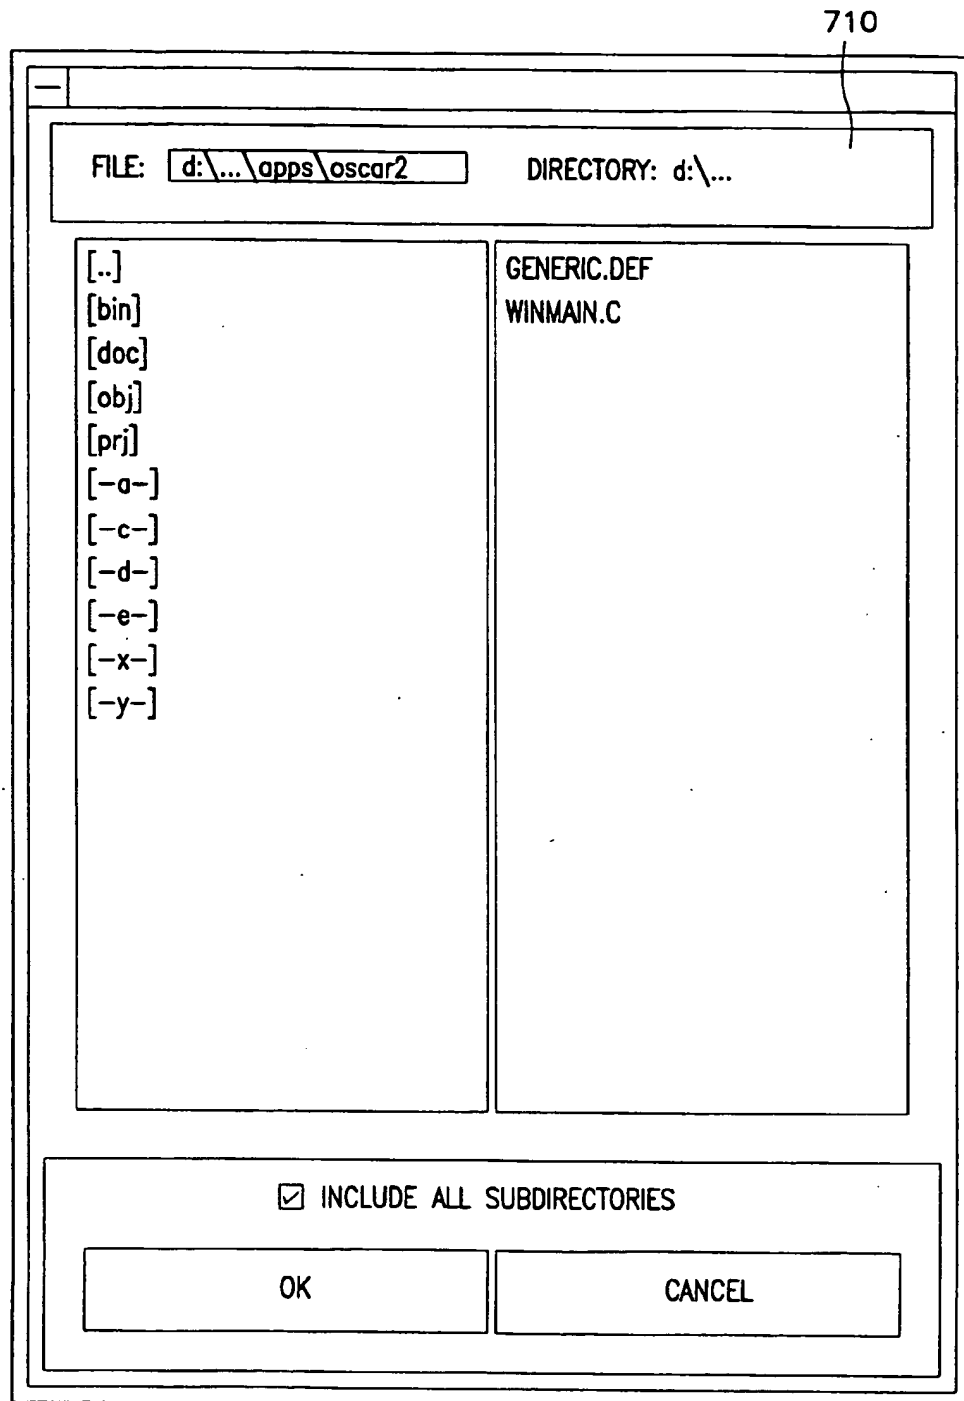 710
FILE: d:\...\apps\oscar2 DIRECTORY: d:\...
[..]
[bin]
[doc]
[obj]
[prj]
[-a-]
[-c-]
[-d-]
[-e-]
[-x-]
[-y-]
GENERIC.DEF
WINMAIN.C
INCLUDE ALL SUBDIRECTORIES
OK CANCEL